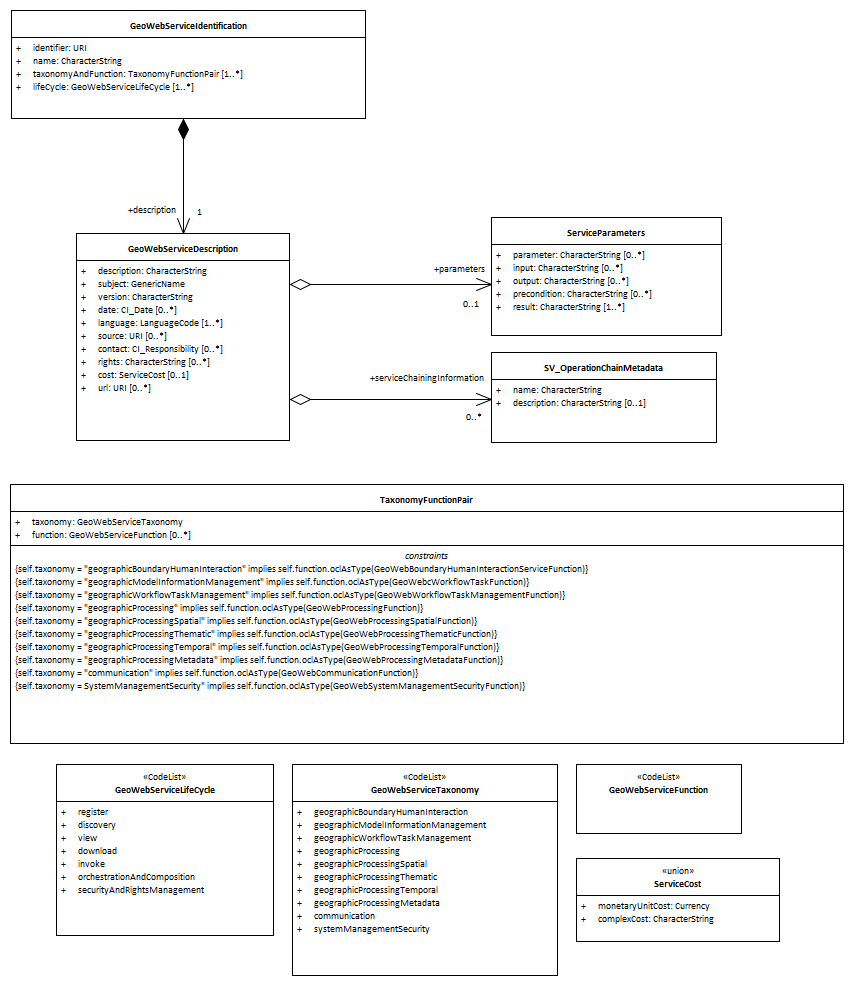 GeoWebServiceIdentification
+ identifier: URI
+ name: CharacterString
+ taxonomyAndFunction: TaxonomyFunctionPair [1..*]
+ lifeCycle: GeoWebServiceLifeCycle [1..*]
+description
1
GeoWebServiceDescription
+ description: CharacterString
+ subject: GenericName
+ version: CharacterString
+ date: CI_Date [0..*]
+ language: LanguageCode [1..*]
+ source: URI [0..*]
+ contact: CI_Responsibility [0..*]
+ rights: CharacterString [0..*]
+ cost: ServiceCost [0..1]
+ url: URI [0..*]
+parameters
0..1
ServiceParameters
+ parameter: CharacterString [0..*]
+ input: CharacterString [0..*]
+ output: CharacterString [0..*]
+ precondition: CharacterString [0..*]
+ result: CharacterString [1..*]
+serviceChainingInformation
0..*
SV_OperationChainMetadata
+ name: CharacterString
+ description: CharacterString [0..1]
TaxonomyFunctionPair
+ taxonomy: GeoWebServiceTaxonomy
+ function: GeoWebServiceFunction [0..*]
constraints
{self.taxonomy = "geographicBoundaryHumanInteraction" implies self.function.oclAsType(GeoWebBoundaryHumanInteractionServiceFunction)}
{self.taxonomy = "geographicModelInformationManagement" implies self.function.oclAsType(GeoWebcWorkflowTaskFunction)}
{self.taxonomy = "geographicWorkflowTaskManagement" implies self.function.oclAsType(GeoWebWorkflowTaskManagementFunction)}
{self.taxonomy = "geographicProcessing" implies self.function.oclAsType(GeoWebProcessingFunction)}
{self.taxonomy = "geographicProcessingSpatial" implies self.function.oclAsType(GeoWebProcessingSpatialFunction)}
{self.taxonomy = "geographicProcessingThematic" implies self.function.oclAsType(GeoWebProcessingThematicFunction)}
{self.taxonomy = "geographicProcessingTemporal" implies self.function.oclAsType(GeoWebProcessingTemporalFunction)}
{self.taxonomy = "geographicProcessingMetadata" implies self.function.oclAsType(GeoWebProcessingMetadataFunction)}
{self.taxonomy = "communication" implies self.function.oclAsType(GeoWebCommunicationFunction)}
{self.taxonomy = SystemManagementSecurity" implies self.function.oclAsType(GeoWebSystemManagementSecurityFunction)}
«CodeList»
GeoWebServiceLifeCycle
+ register
+ discovery
+ view
+ download
+ invoke
+ orchestrationAndComposition
+ securityAndRightsManagement
«CodeList»
GeoWebServiceTaxonomy
+ geographicBoundaryHumanInteraction
+ geographicModelInformationManagement
+ geographicWorkflowTaskManagement
+ geographicProcessing
+ geographicProcessingSpatial
+ geographicProcessingThematic
+ geographicProcessingTemporal
+ geographicProcessingMetadata
+ communication
+ systemManagementSecurity
«CodeList»
GeoWebServiceFunction
«union»
ServiceCost
+ monetaryUnitCost: Currency
+ complexCost: CharacterString